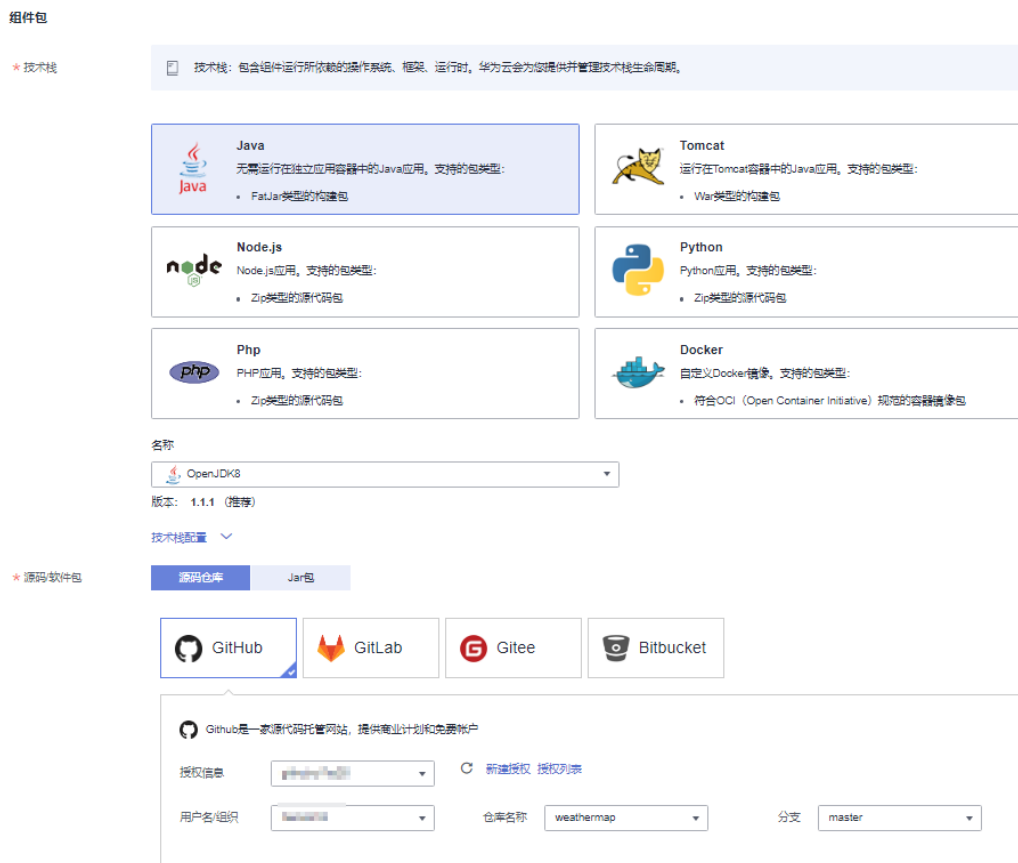 组件包
* 技术栈
技术栈：包含组件运行所依赖的操作系统、框架、运行时。华为云会为您提供并管理技术栈生命周期。
Java
Java
无需运行在独立应用容器中的Java应用。支持的包类型:
• FatJar类型的构建包
Tomcat
运行在Tomcat容器中的Java应用。支持的包类型:
• War类型的构建包
node
JS
Node.js
Node.js应用。支持的包类型:
• Zip类型的源代码包
Python
Python应用。支持的包类型:
• Zip类型的源代码包
php
Php
PHP应用。支持的包类型:
• Zip类型的源代码包
Docker
自定义Docker镜像。支持的包类型:
• 符合OCI（Open Container Initiative）规范的容器镜像包
名称
OpenJDK8
版本: 1.1.1 （推荐）
技术栈配置
* 源码/软件包
源码仓库 Jar包
GitHub GitLab Gitee Bitbucket
Github是一家源代码托管网站，提供商业计划和免费帐户
授权信息 新建授权 授权列表
用户名/组织 仓库名称 weathermap 分支 master